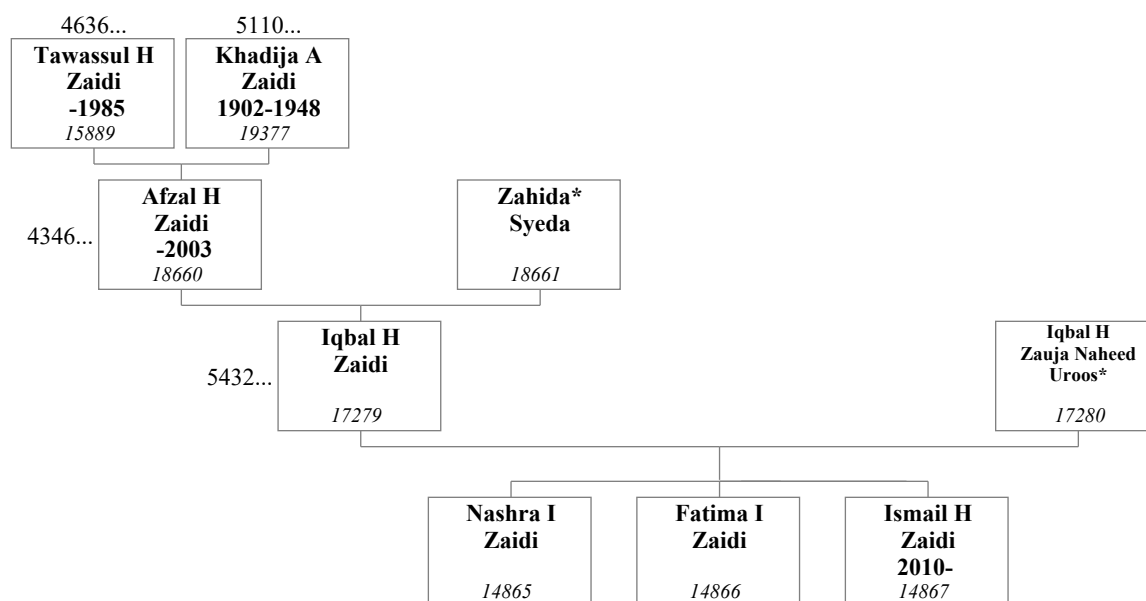 4636...
5110...
Tawassul H
Zaidi
-1985
15889
Khadija A
Zaidi
1902-1948
19377
4346...
Afzal H
Zaidi
-2003
18660
Zahida*
Syeda
18661
5432...
Iqbal H
Zaidi
17279
Iqbal H
Zauja Naheed
Uroos*
17280
Nashra I
Zaidi
14865
Fatima I
Zaidi
14866
Ismail H
Zaidi
2010-
14867